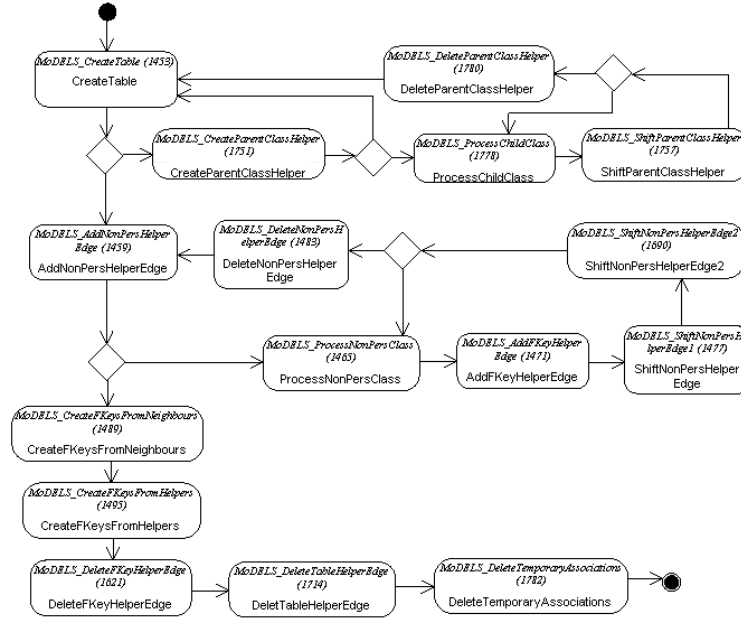 MoDELS_CreateTable (1453)
CreateTable
MoDELS_DeleteParentClassHelper
(1780)
DeleteParentClassHelper
MoDELS_CreateParentClassHelper
(1751)
CreateParentClassHelper
MoDELS_ProcessChildClass
(1778)
ProcessChildClass
MoDELS_ShiftParentClassHelper
(1757)
ShiftParentClassHelper
MoDELS_AddNonPersHelper
Edge (1459)
AddNonPersHelperEdge
MoDELS_DeleteNonPersH
elperEdge (1483)
DeleteNonPersHelper
Edge
MoDELS_ShiftNonPersHelperEdge2
(1690)
ShiftNonPersHelperEdge2
MoDELS_ProcessNonPersClass
(1465)
ProcessNonPersClass
MoDELS_AddFKeyHelper
Edge (1471)
AddFKeyHelperEdge
MoDELS_ShiftNonPersH
elperEdge1 (1477)
ShiftNonPersHelper
Edge
MoDELS_CreateFKeysFromNeighbours
(1489)
CreateFKeysFromNeighbours
MoDELS_CreateFKeysFromHelpers
(1495)
CreateFKeysFromHelpers
MoDELS_DeleteFKeyHelperEdge
(1621)
DeleteFKeyHelperEdge
MoDELS_DeleteTableHelperEdge
(1714)
DeletTableHelperEdge
MoDELS_DeleteTemporaryAssociations
(1782)
DeleteTemporaryAssociations